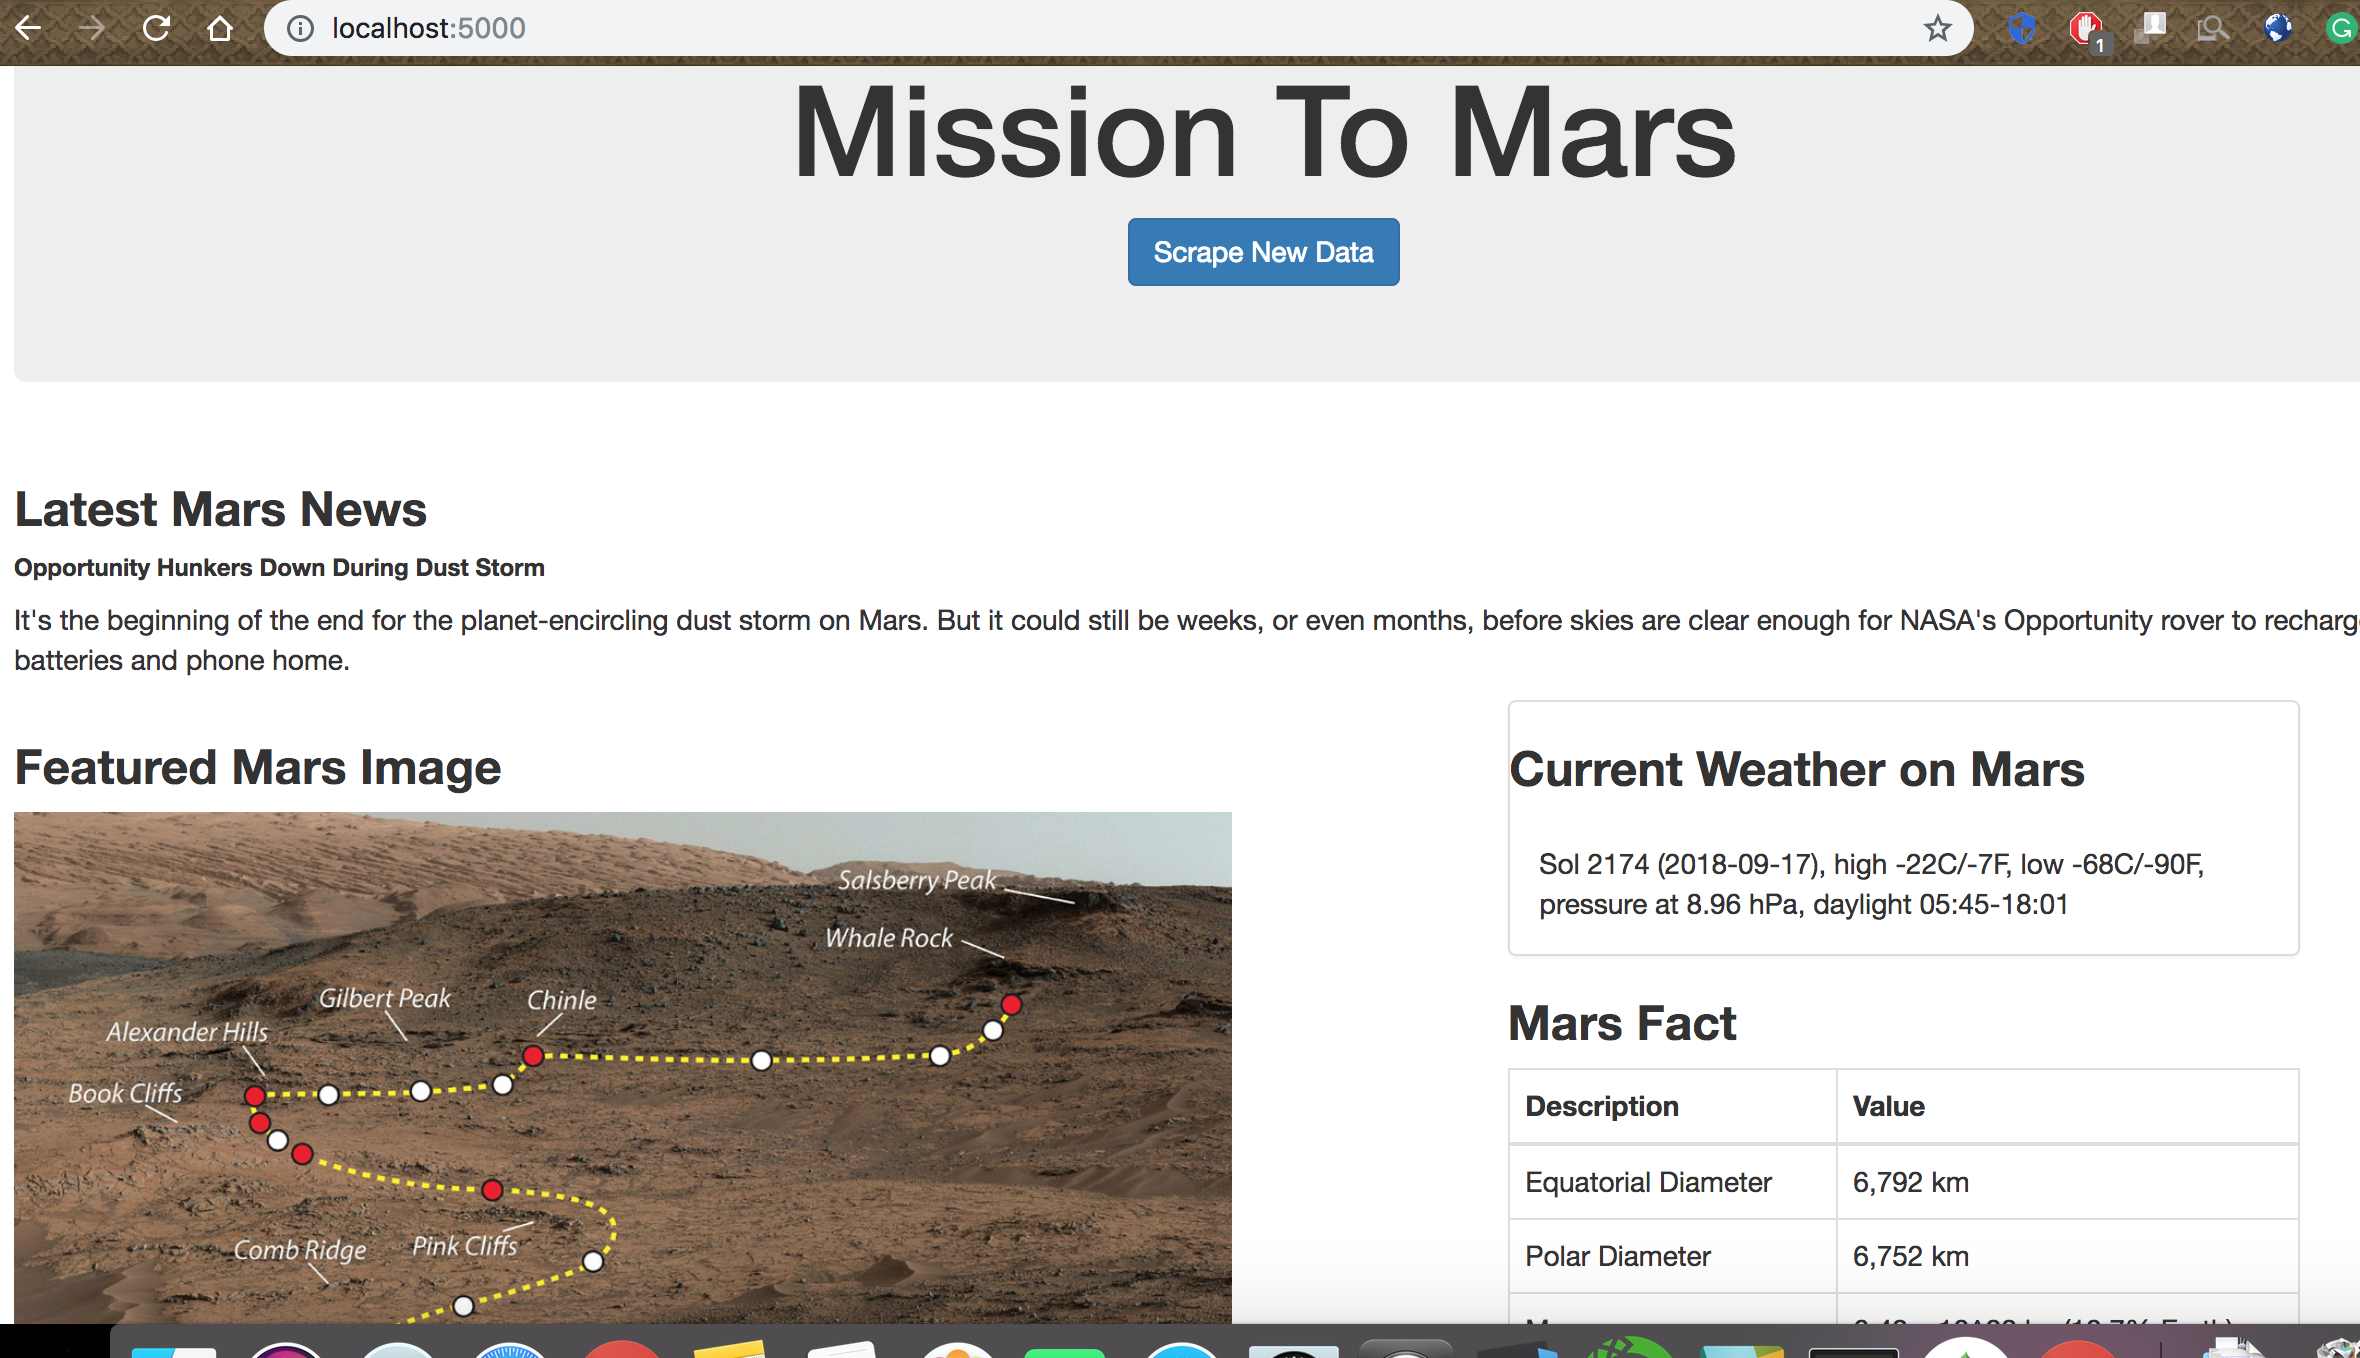 localhost:5000
1
Mission To Mars
Scrape New Data
Latest Mars News
Opportunity Hunkers Down During Dust Storm
It's the beginning of the end for the planet-encircling dust storm on Mars. But it could still be weeks, or even months, before skies are clear enough for NASA's Opportunity rover to
batteries and phone home.
Featured Mars Image
Salsberry Peak
Whale Rock
Gilbert Peak
Chinle
Alexander Hills
Book Cliffs
Comb Ridge
Pink Cliffs
Current Weather on Mars
Sol 2174 (2018-09-17), high -22C/-7F, low -68C/-90F,
pressure at 8.96 hPa, daylight 05:45-18:01
Mars Fact
Description Value
Equatorial Diameter 6,792 km
Polar Diameter 6,752 km